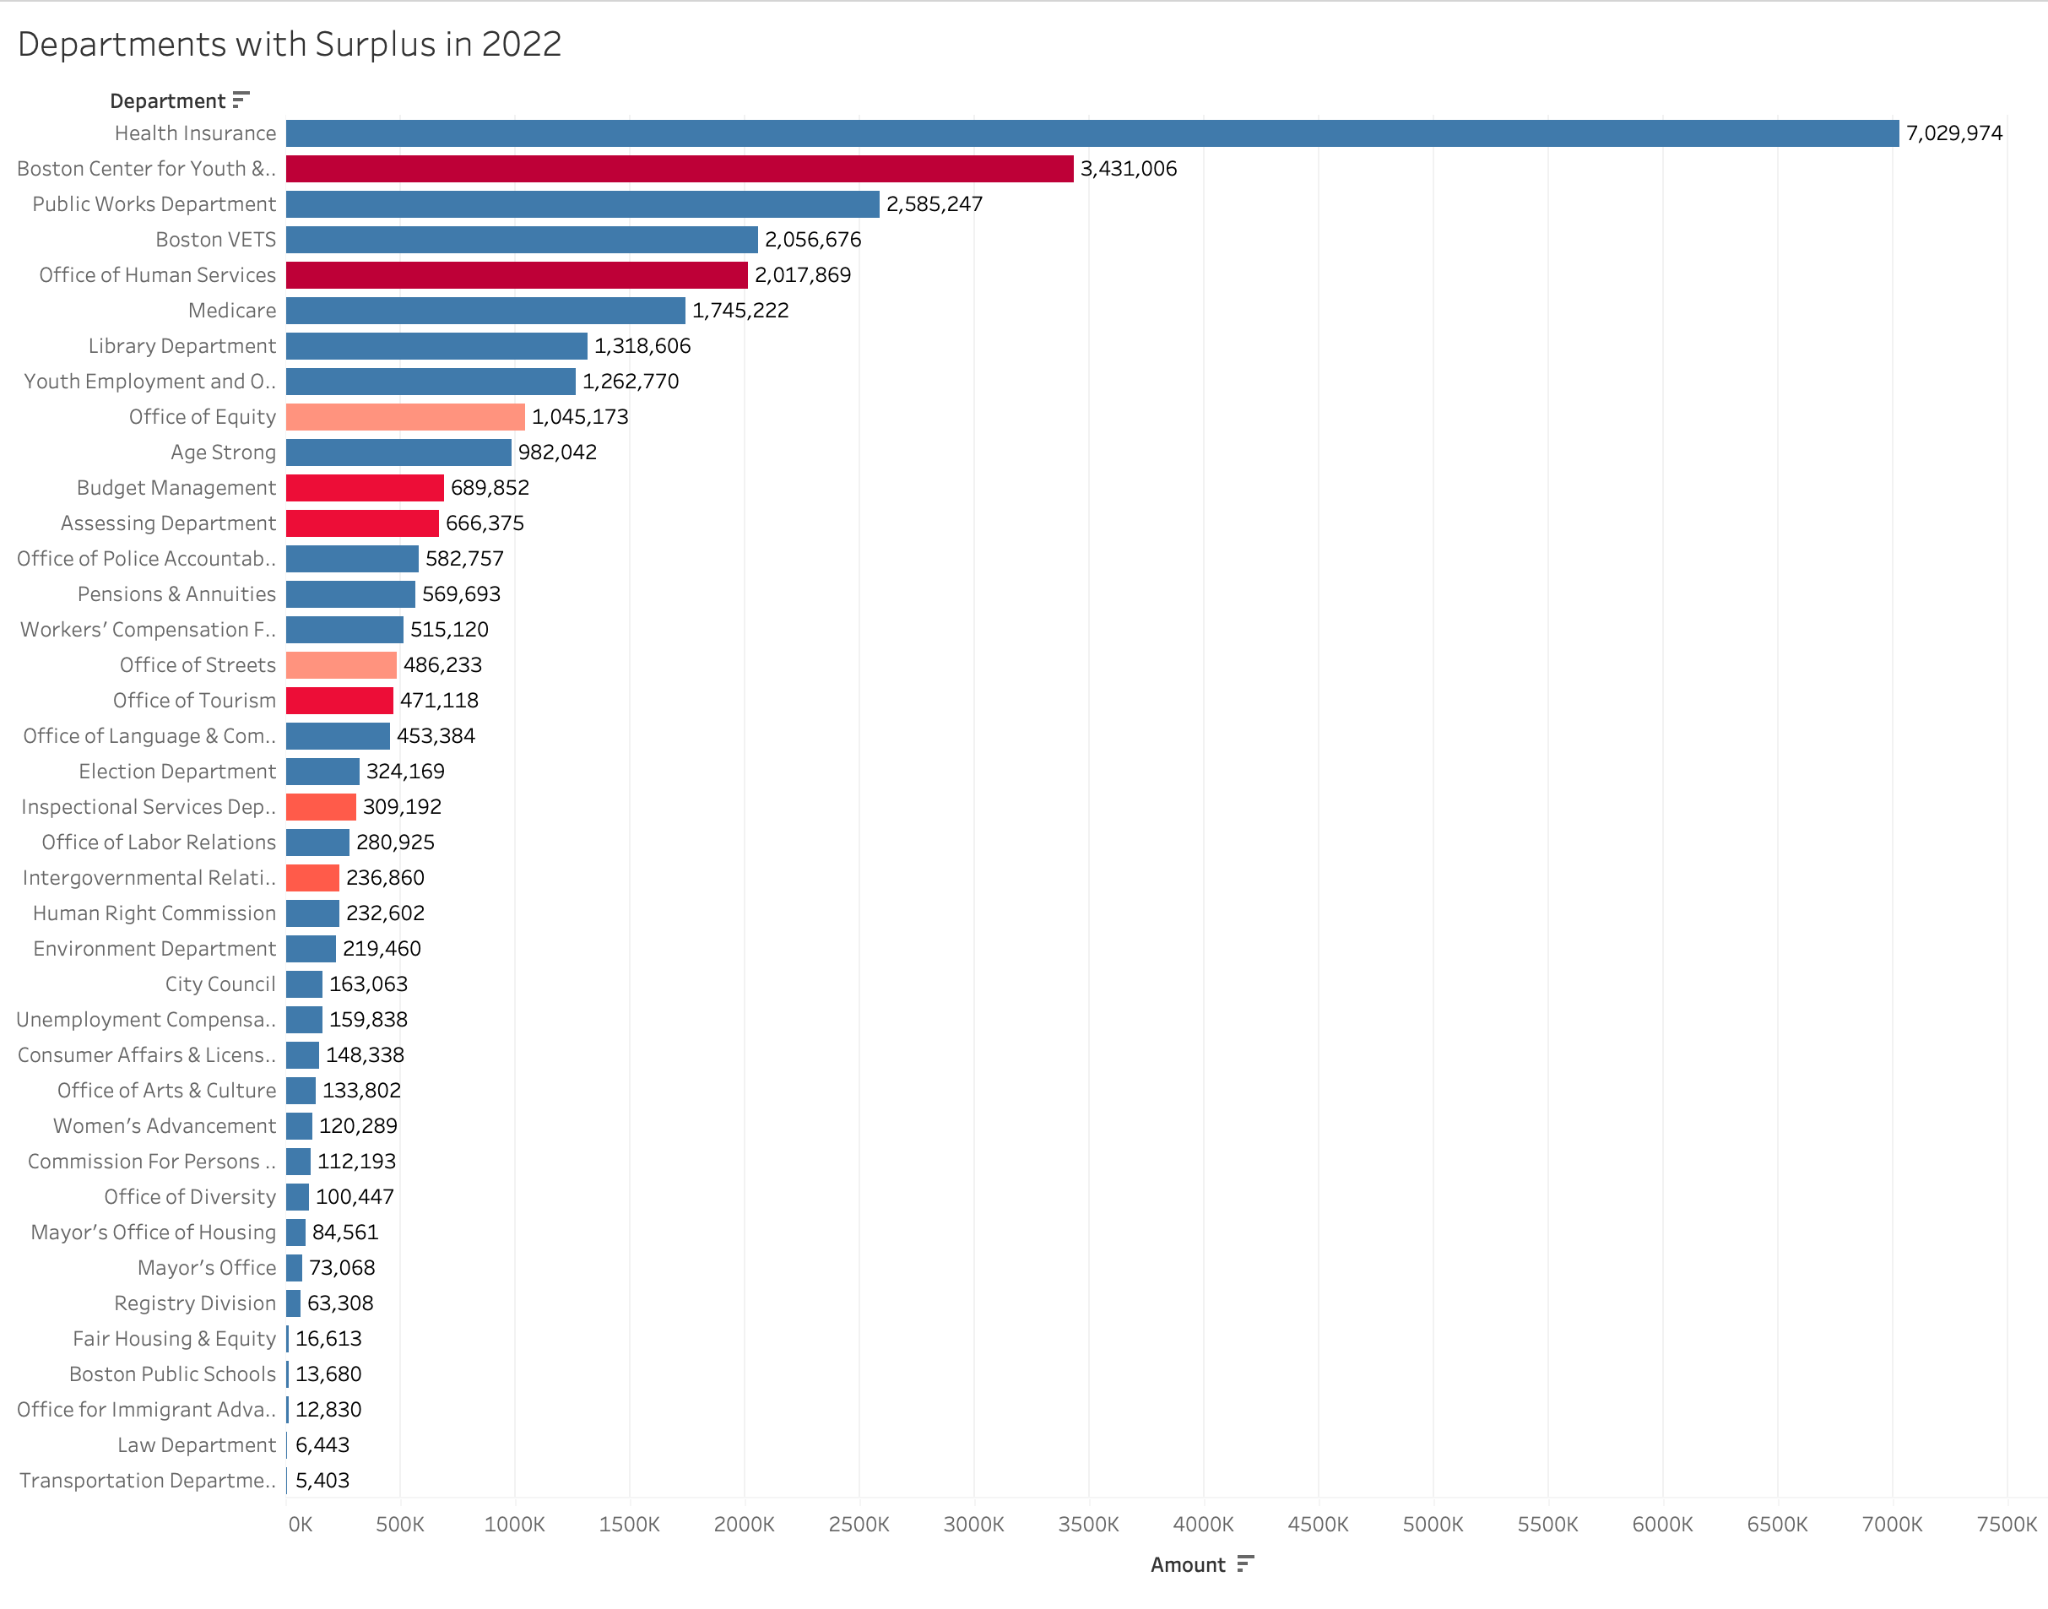 Departments with Surplus in 2022
Department
Health Insurance 7,029,974
Boston Center for Youth &.. 3,431,006
Public Works Department 2,585,247
Boston VETS 2,056,676
Office of Human Services 2,017,869
Medicare 1,745,222
Library Department 1,318,606
Youth Employment and O.. 1,262,770
Office of Equity 1,045,173
Age Strong 982,042
Budget Management 689,852
Assessing Department 666,375
Office of Police Accountab.. 582,757
Pensions & Annuities 569,693
Workers’ Compensation F.. 515,120
Office of Streets 486,233
Office of Tourism 471,118
Office of Language & Com.. 453,384
Election Department 324,169
Inspectional Services Dep.. 309,192
Office of Labor Relations 280,925
Intergovernmental Relati.. 236,860
Human Right Commission 232,602
Environment Department 219,460
City Council 163,063
Unemployment Compensa.. 159,838
Consumer Affairs & Licens.. 148,338
Office of Arts & Culture 133,802
Women’s Advancement 120,289
Commission For Persons .. 112,193
Office of Diversity 100,447
Mayor’s Office of Housing 84,561
Mayor’s Office 73,068
Registry Division 63,308
Fair Housing & Equity 16,613
Boston Public Schools 13,680
Office for Immigrant Adva.. 12,830
Law Department 6,443
Transportation Departme.. 5,403
0K 500K 1000K 1500K 2000K 2500K 3000K 3500K 4000K 4500K 5000K 5500K 6000K 6500K 7000K 7500K
Amount